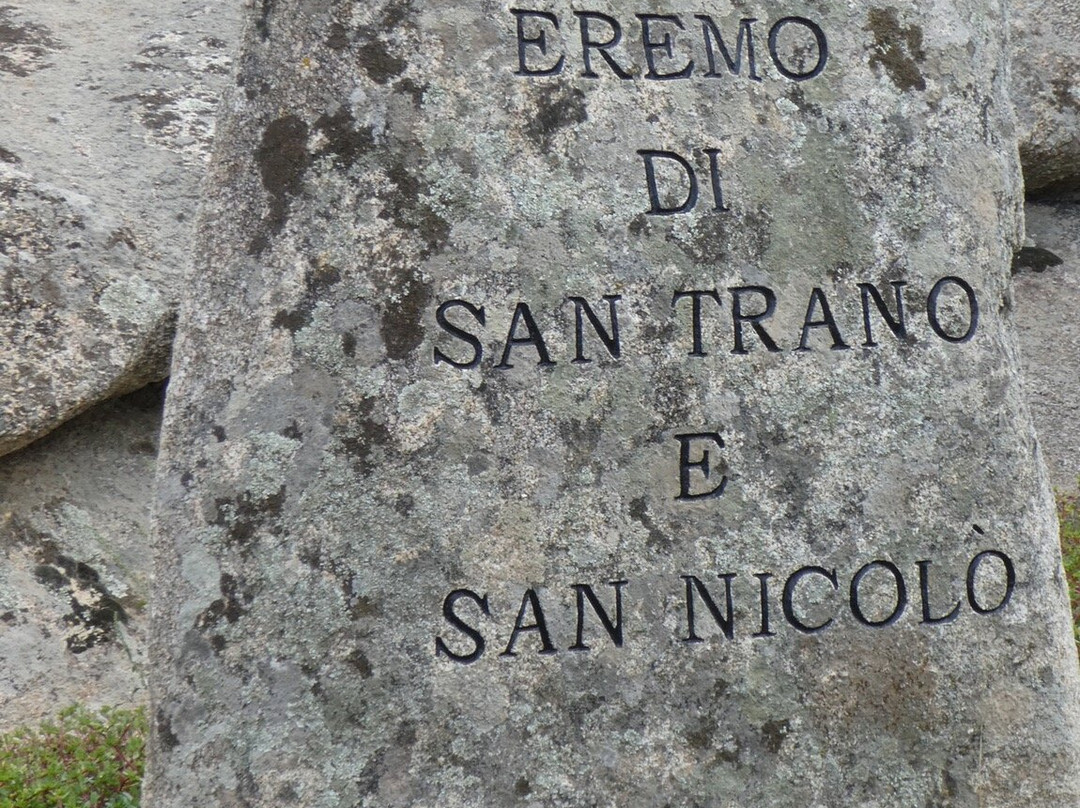 EREMO
DI
SAN TRANO
E
SAN NICOLÒ